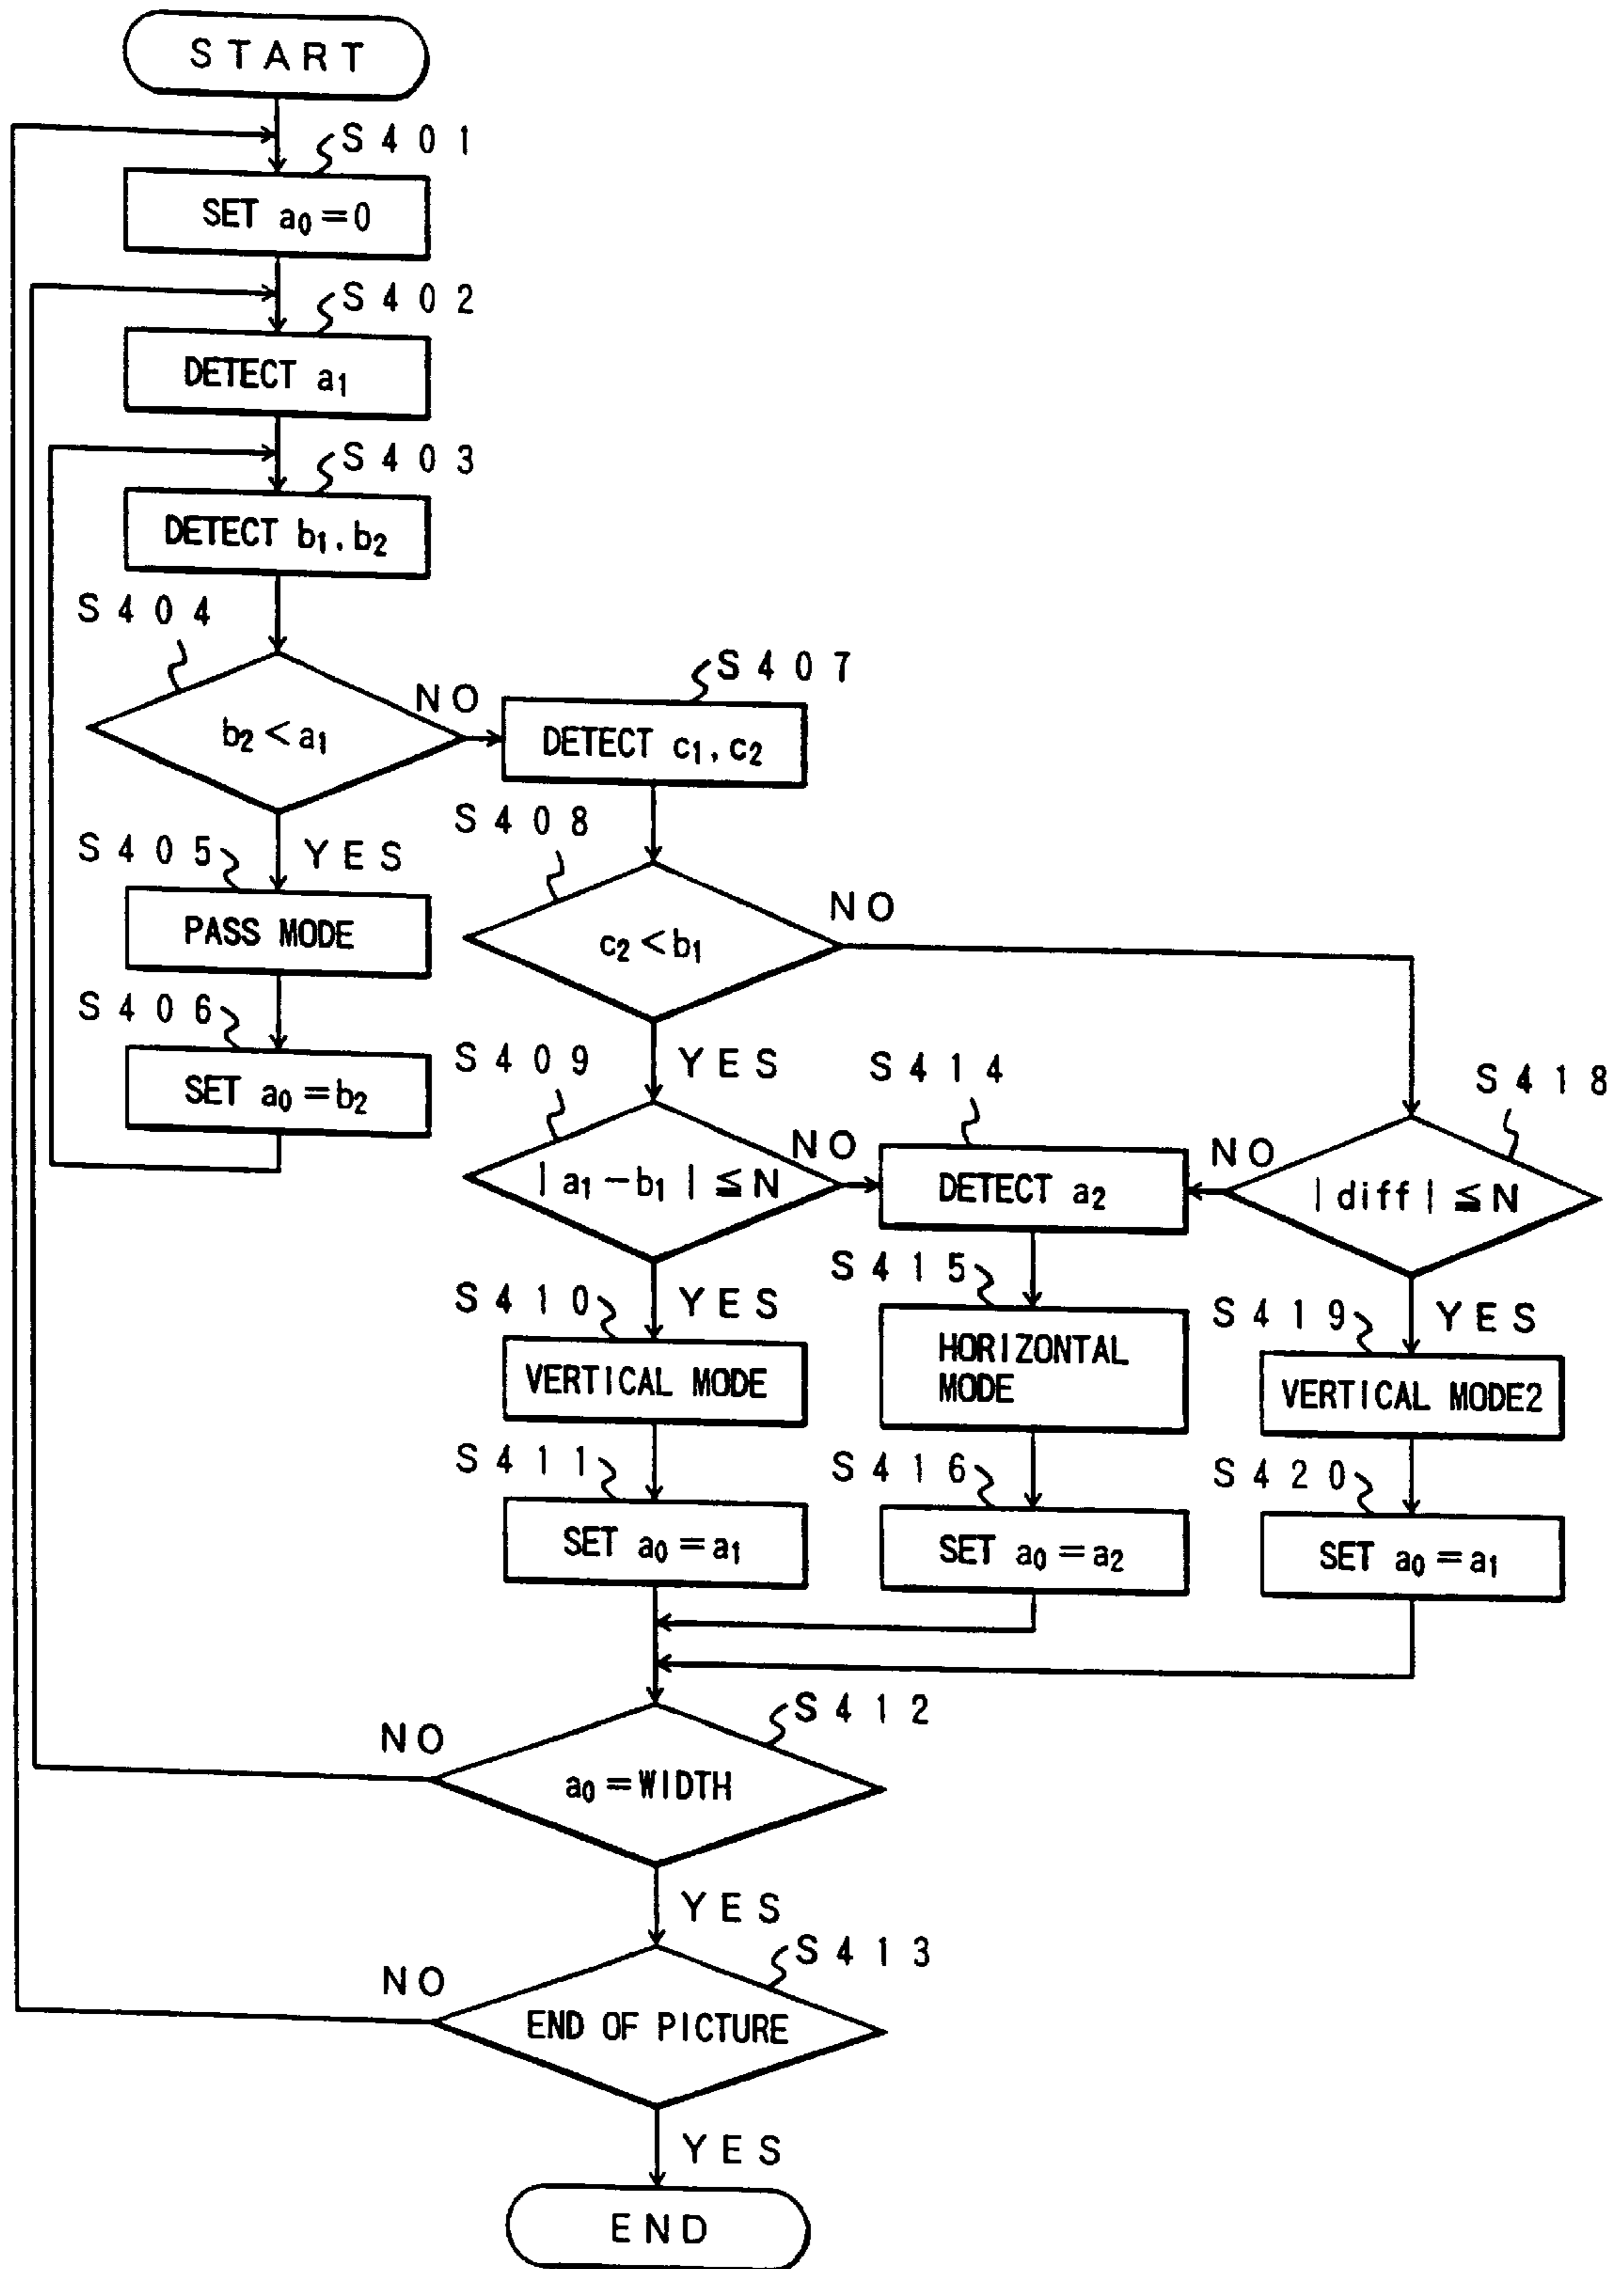 START
S401
SET a₀=0
S402
DETECT a₁
S403
DETECT b₁, b₂
S404
b₂<a₁
NO
S407
DETECT c₁, c₂
YES
S405
PASS MODE
S406
SET a₀=b₂
S408
c₂<b₁
NO
YES
S409
|a₁−b₁|≦N
NO
S414
DETECT a₂
S418
|diff|≦N
NO
YES
S410
VERTICAL MODE
S411
SET a₀=a₁
S415
HORIZONTAL
MODE
S416
SET a₀=a₂
YES
S419
VERTICAL MODE2
S420
SET a₀=a₁
S412
a₀=WIDTH
NO
YES
S413
END OF PICTURE
NO
YES
END